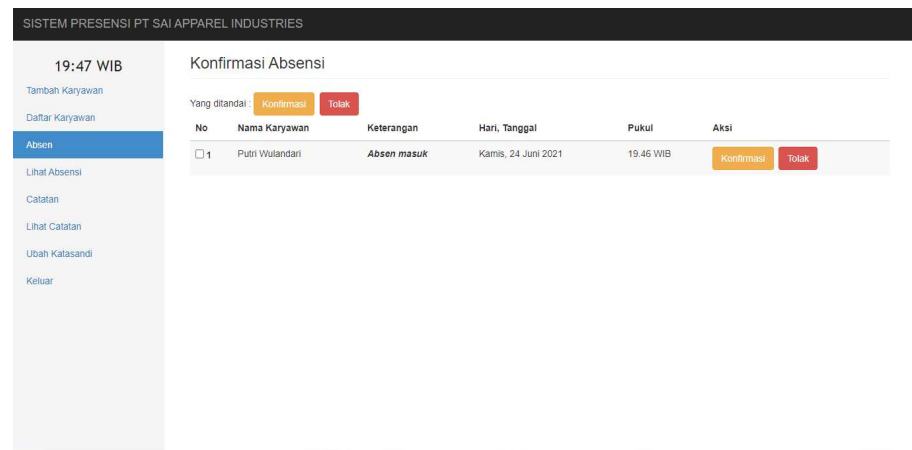 SISTEM PRESENSI PT SAI APPAREL INDUSTRIES
19:47 WIB
Tambah Karyawan
Daftar Karyawan
Absen
Lihat Absensi
Catatan
Lihat Catatan
Ubah Katasandi
Keluar
Konfirmasi Absensi
Yang ditandai : Konfirmasi Tolak
No Nama Karyawan Keterangan Hari, Tanggal Pukul Aksi
1 Putri Wulandari Absen masuk Kamis, 24 Juni 2021 19.46 WIB Konfirmasi Tolak